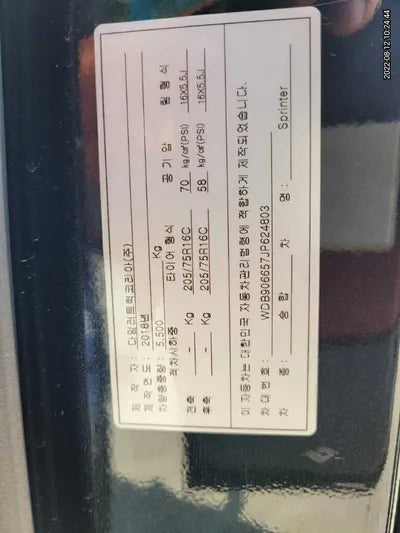 제 작 자 : 다임러트럭코리아(주)
제작연도 : 2018년
차량총중량 : 5,500 Kg
적차시하중 타이어형식 공 기 압 림 형 식
전축 - Kg 205/75R16C 70 kg/㎠(PSI) 16X5.5J
후축 - Kg 205/75R16C 58 kg/㎠(PSI) 16X5.5J
이 자동차는 대한민국 자동차관리법령에 적합하게 제작되었습니다.
차 대 번 호 : WDB906657JP624803
차 종 : 승합 차 명 : Sprinter
2022-08-12 10:24:44